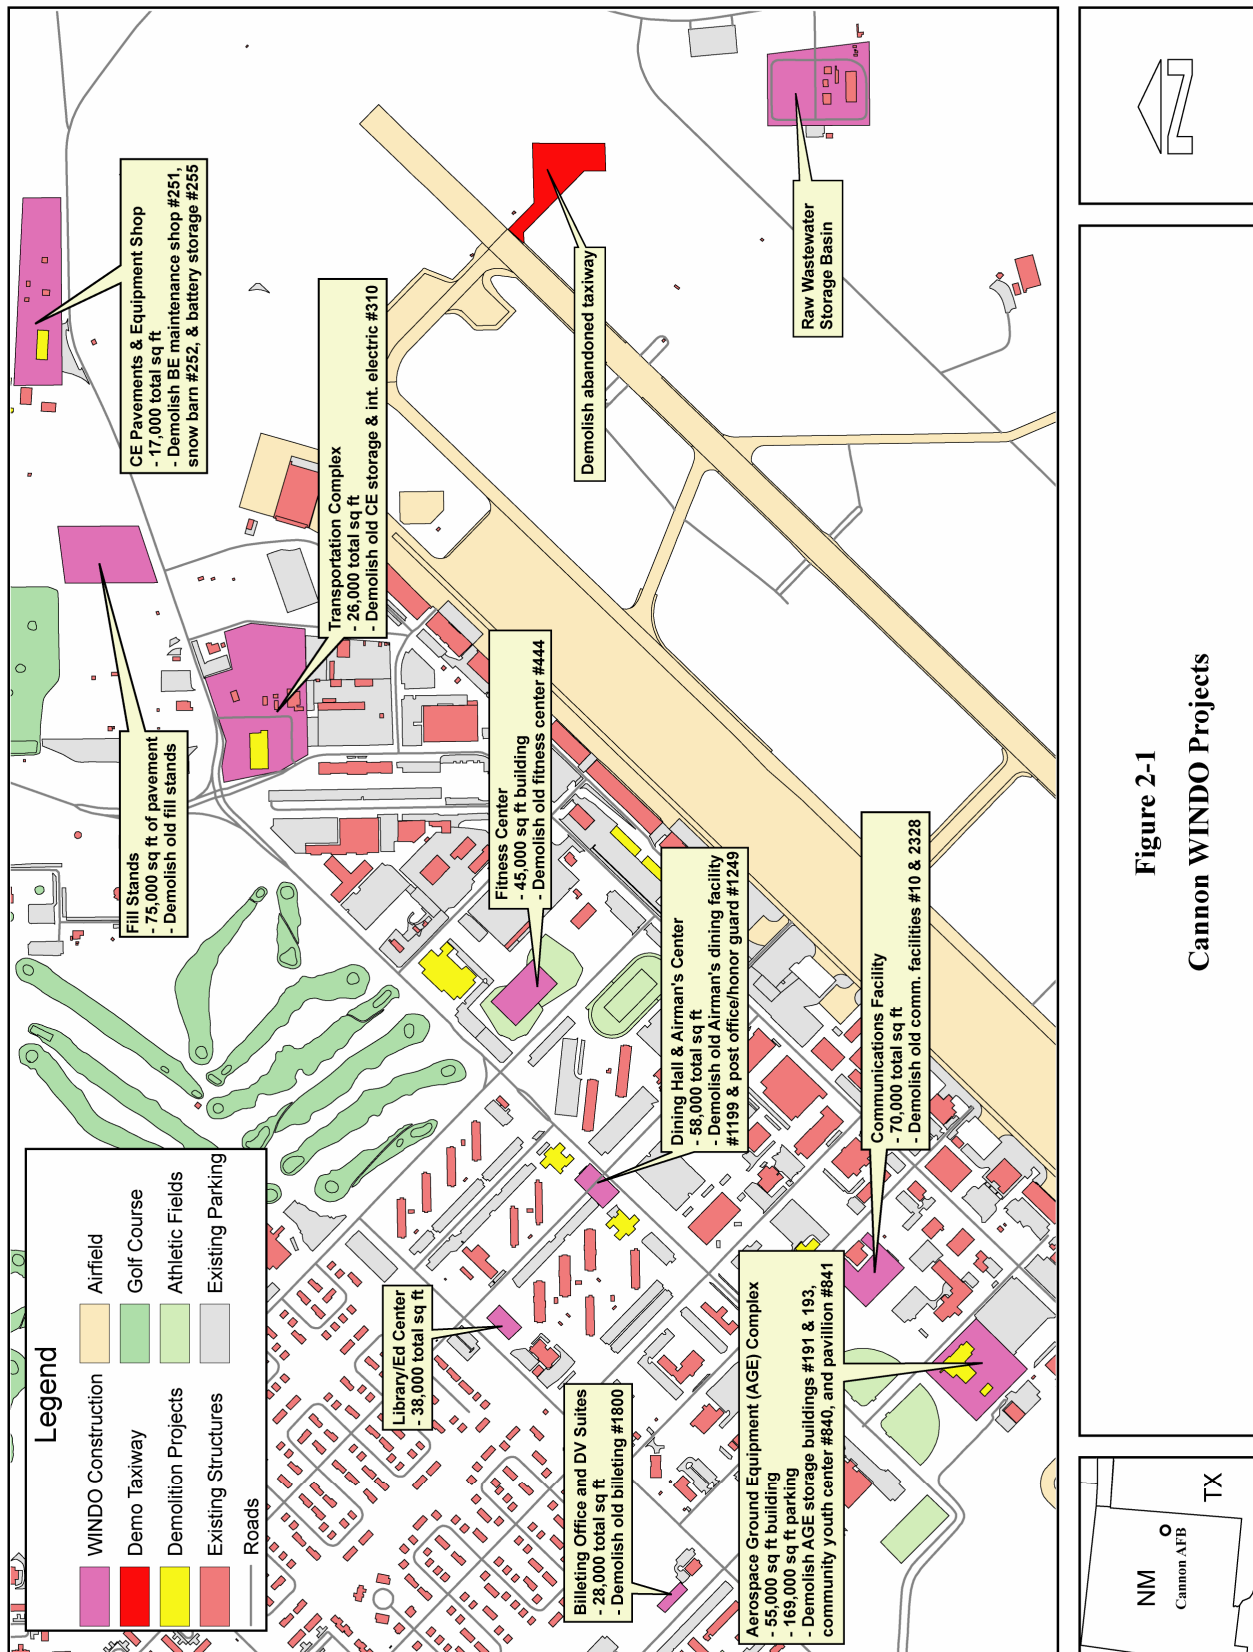 CE Pavements & Equipment Shop
- 17,000 total sq ft
- Demolish BE maintenance shop #251,
snow barn #252, & battery storage #255
Fill Stands
- 75,000 sq ft of pavement
- Demolish old fill stands
Transportation Complex
- 26,000 total sq ft
- Demolish old CE storage & int. electric #310
Fitness Center
- 45,000 sq ft building
- Demolish old fitness center #444
Demolish abandoned taxiway
Raw Wastewater
Storage Basin
Dining Hall & Airman's Center
- 58,000 total sq ft
- Demolish old Airman's dining facility
#1199 & post office/honor guard #1249
Communications Facility
- 70,000 total sq ft
- Demolish old comm. facilities #10 & 2328
Library/Ed Center
- 38,000 total sq ft
Billeting Office and DV Suites
- 28,000 total sq ft
- Demolish old billeting #1800
Aerospace Ground Equipment (AGE) Complex
- 55,000 sq ft building
- 169,000 sq ft parking
- Demolish AGE storage buildings #191 & 193,
community youth center #840, and pavillion #841
Legend
WINDO Construction
Demo Taxiway
Demolition Projects
Existing Structures
Roads
Airfield
Golf Course
Athletic Fields
Existing Parking
NM
Cannon AFB
TX
Figure 2-1
Cannon WINDO Projects
N